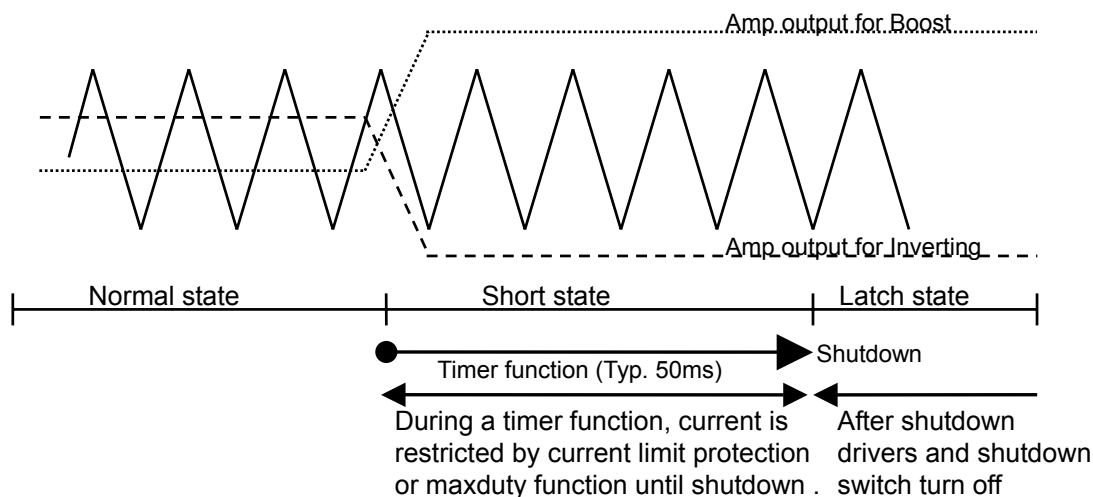 Amp output for Boost
Amp output for Inverting
Normal state
Short state
Latch state
Shutdown
Timer function (Typ. 50ms)
During a timer function, current is
restricted by current limit protection
or maxduty function until shutdown .
After shutdown
drivers and shutdown
switch turn off